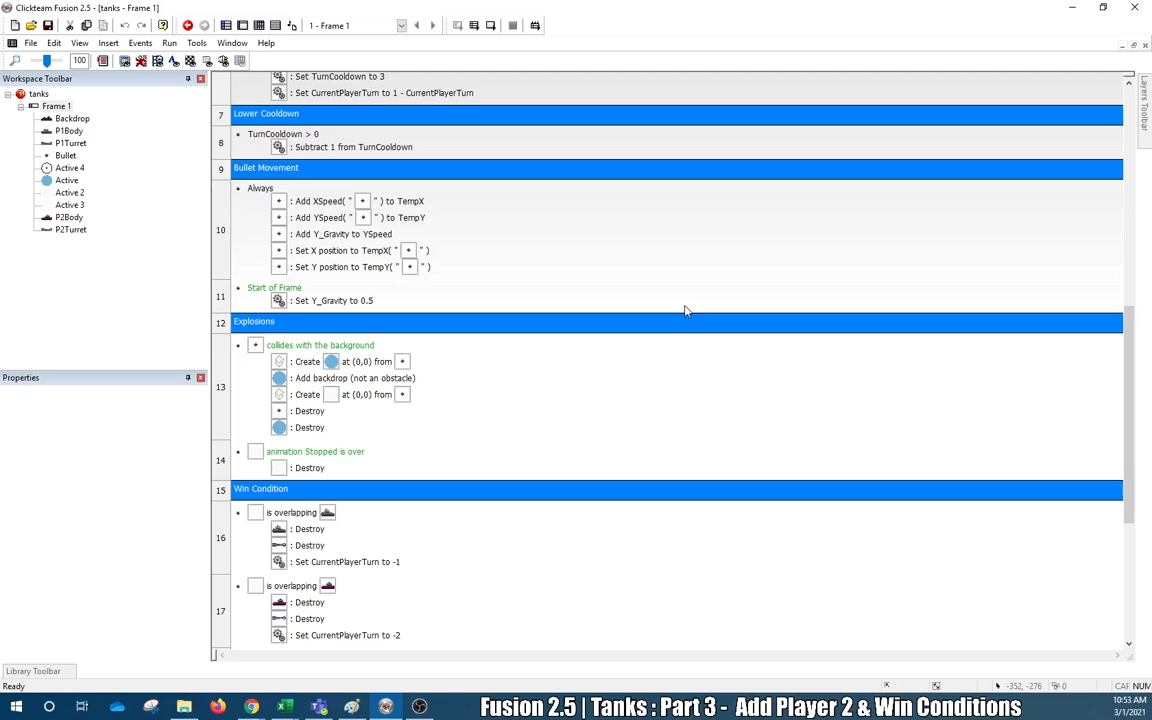 Clickteam Fusion 2.5 - [tanks - Frame 1]
1 - Frame 1
File Edit View Insert Events Run Tools Window Help
100
Workspace Toolbar
tanks
Frame 1
Backdrop
P1Body
P1Turret
Bullet
Active 4
Active
Active 2
Active 3
P2Body
P2Turret
Properties
Library Toolbar
Layers Toolbar
: Set TurnCooldown to 3
: Set CurrentPlayerTurn to 1 - CurrentPlayerTurn
7 Lower Cooldown
TurnCooldown > 0
8 : Subtract 1 from TurnCooldown
9 Bullet Movement
Always
: Add XSpeed( " " ) to TempX
: Add YSpeed( " " ) to TempY
10 : Add Y_Gravity to YSpeed
: Set X position to TempX( " " )
: Set Y position to TempY( " " )
Start of Frame
11 : Set Y_Gravity to 0.5
12 Explosions
collides with the background
: Create at (0,0) from
13 : Add backdrop (not an obstacle)
: Create at (0,0) from
: Destroy
: Destroy
animation Stopped is over
14 : Destroy
15 Win Condition
is overlapping
: Destroy
16 : Destroy
: Set CurrentPlayerTurn to -1
is overlapping
: Destroy
17 : Destroy
: Set CurrentPlayerTurn to -2
Ready
-352, -276
0
CAP NUM
Fusion 2.5 | Tanks : Part 3 - Add Player 2 & Win Conditions
10:53 AM
3/1/2021